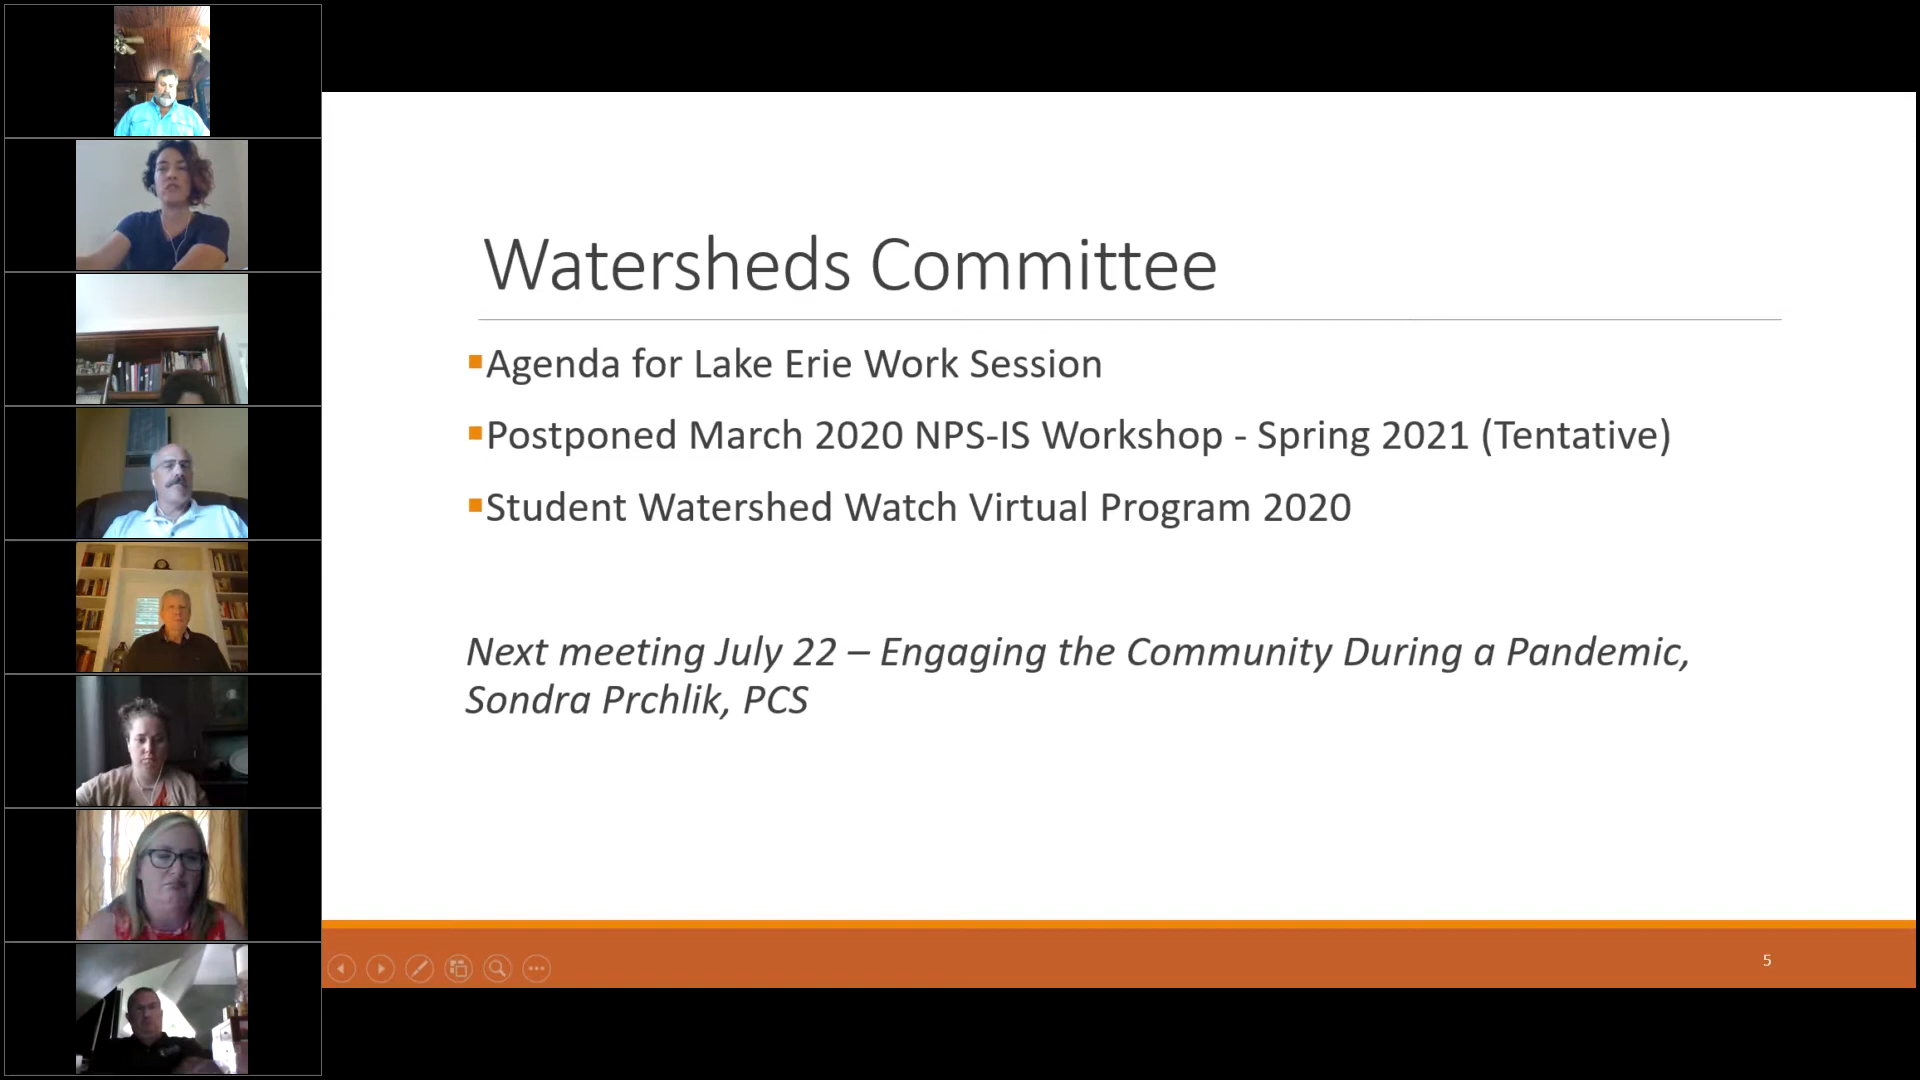 Watersheds Committee
Agenda for Lake Erie Work Session
Postponed March 2020 NPS-IS Workshop - Spring 2021 (Tentative)
Student Watershed Watch Virtual Program 2020
Next meeting July 22 – Engaging the Community During a Pandemic,
Sondra Prchlik, PCS
5